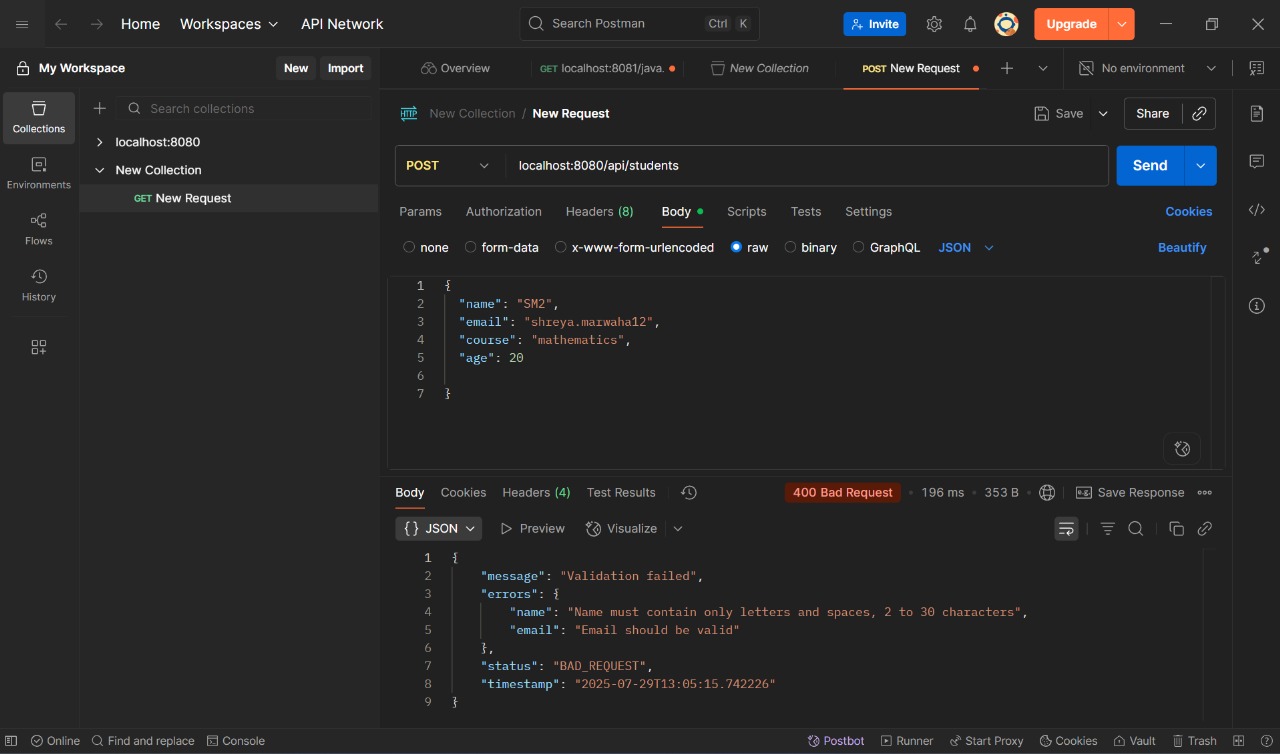 Home Workspaces API Network Search Postman Ctrl K Invite Upgrade
My Workspace New Import Overview GET localhost:8081/java. New Collection POST New Request No environment
Collections
Environments
Flows
History
Search collections
localhost:8080
New Collection
GET New Request
HTTP New Collection / New Request Save Share
POST localhost:8080/api/students Send
Params Authorization Headers (8) Body Scripts Tests Settings Cookies
none form-data x-www-form-urlencoded raw binary GraphQL JSON Beautify
1 {
2 "name": "SM2",
3 "email": "shreya.marwaha12",
4 "course": "mathematics",
5 "age": 20
6
7 }
Body Cookies Headers (4) Test Results 400 Bad Request • 196 ms • 353 B • e.g. Save Response
{} JSON Preview Visualize
1 {
2 "message": "Validation failed",
3 "errors": {
4 "name": "Name must contain only letters and spaces, 2 to 30 characters",
5 "email": "Email should be valid"
6 },
7 "status": "BAD_REQUEST",
8 "timestamp": "2025-07-29T13:05:15.742226"
9 }
Online Find and replace Console Postbot Runner Start Proxy Cookies Vault Trash